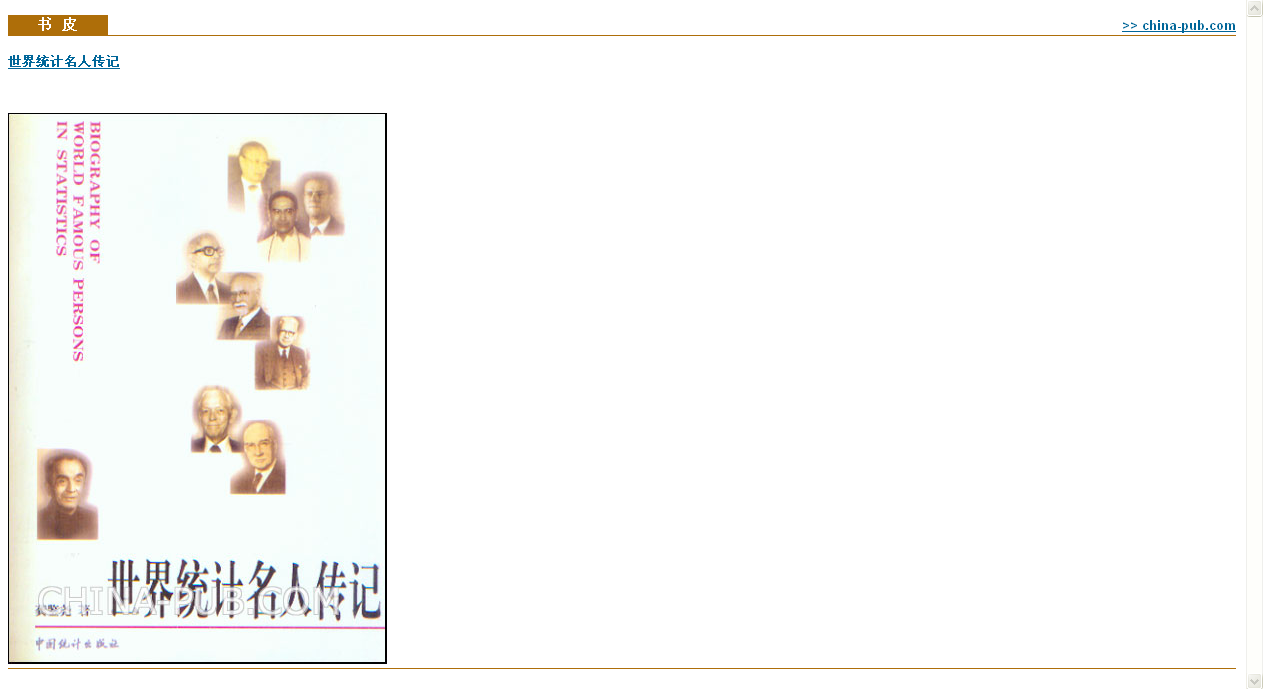 书 皮
>> china-pub.com
世界统计名人传记
BIOGRAPHY OF
WORLD FAMOUS PERSONS
IN STATISTICS
世界统计名人传记
CHINA-PUB.COM
著
中国统计出版社